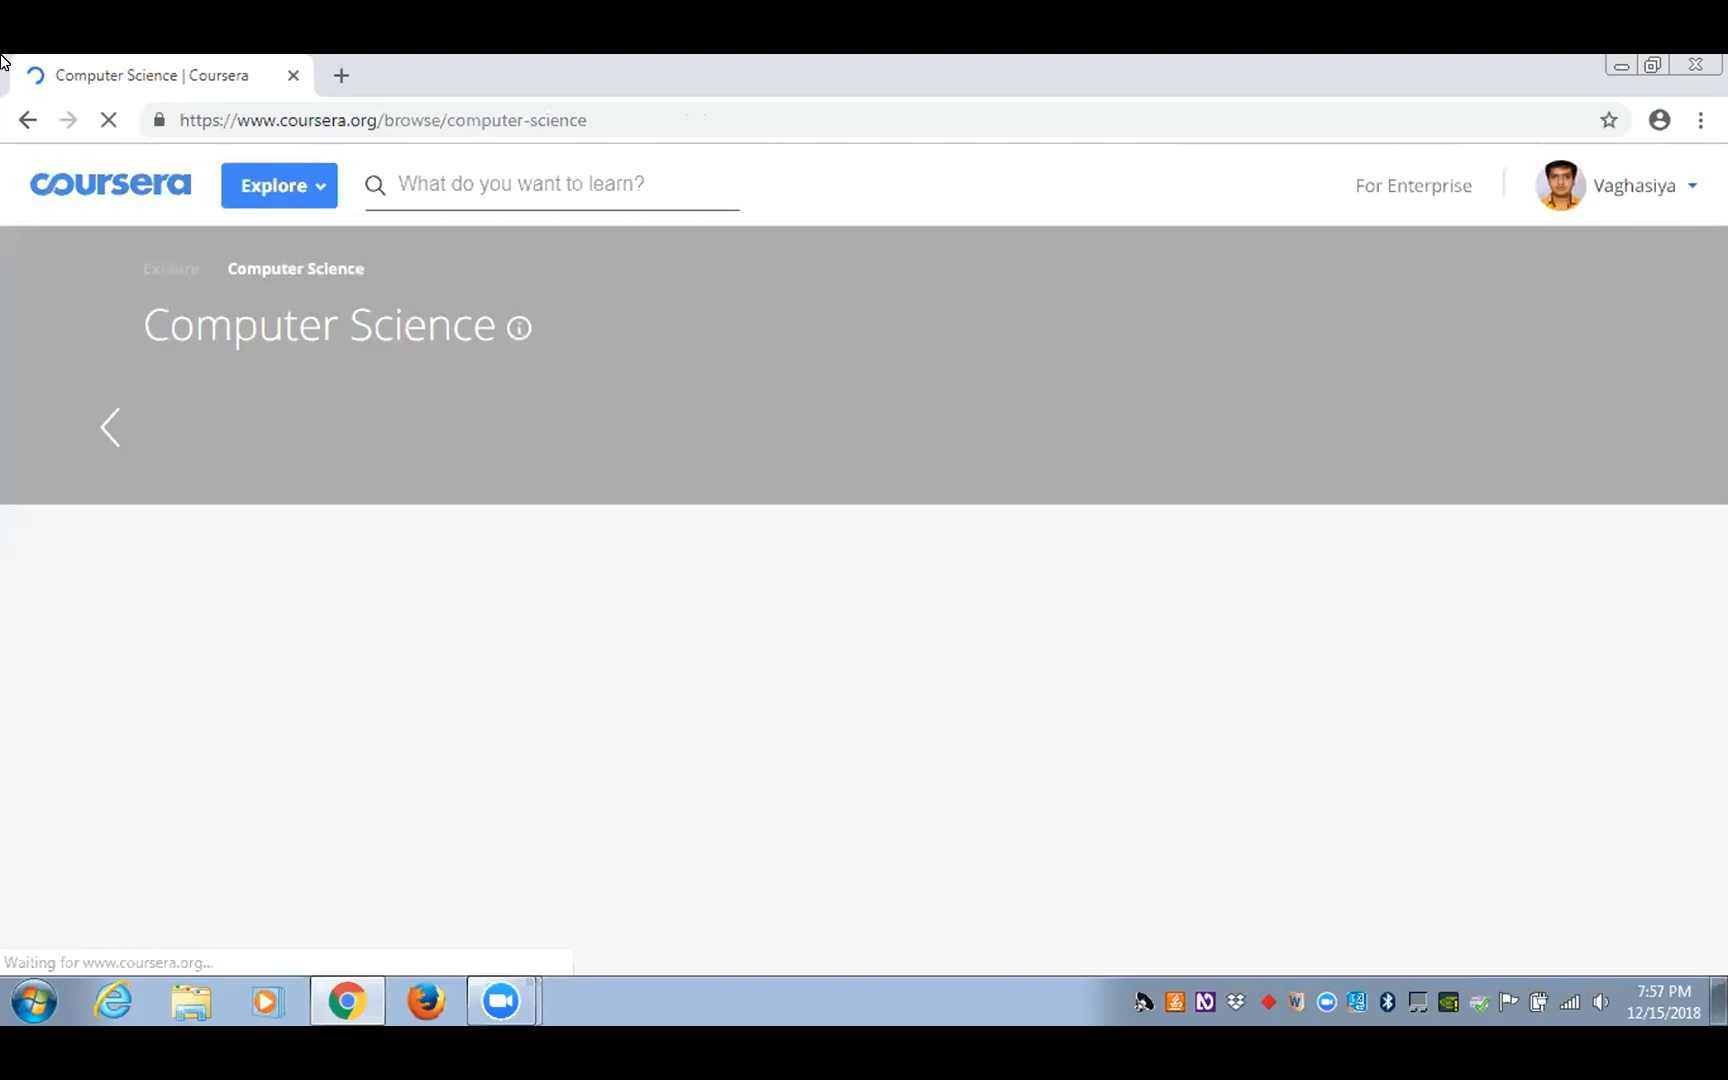 Computer Science | Coursera
https://www.coursera.org/browse/computer-science
coursera
Explore
What do you want to learn?
For Enterprise
Vaghasiya
Explore
Computer Science
Computer Science
Waiting for www.coursera.org...
7:57 PM
12/15/2018